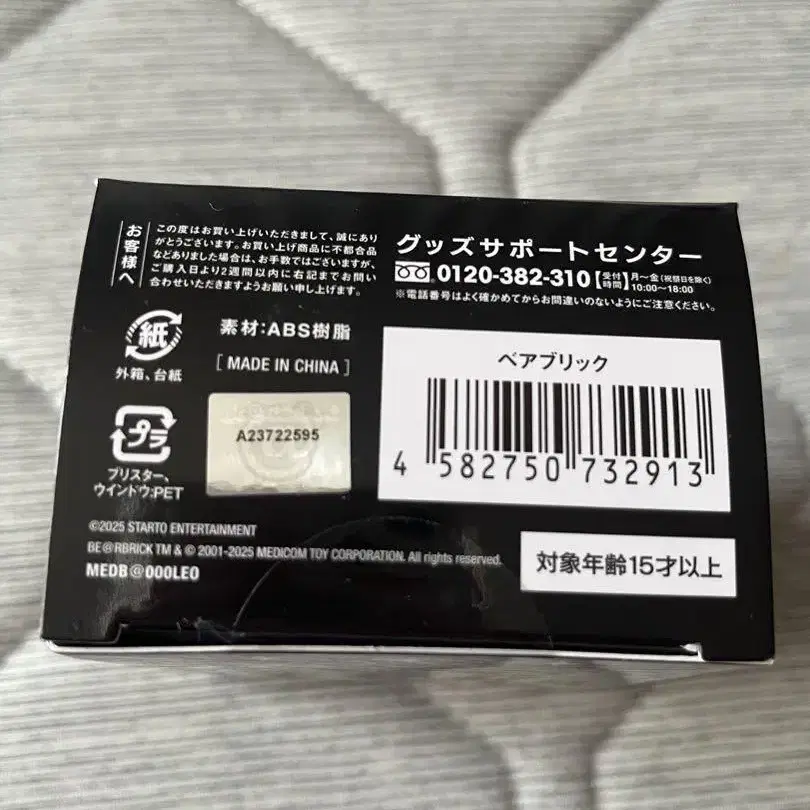 お客様へ
この度はお買い上げいただきまして、誠にあり
がとうございます。お買い上げ商品に不都合品
などありました場合は、お手数ではございますが、
ご購入日より2週間以内に右記までお問い
合わせいただきますようお願い申し上げます。
グッズサポートセンター
0120-382-310【受付時間】月〜金(祝祭日を除く) 10:00〜18:00
※電話番号はよく確かめてからお間違いのないようにご注意ください。
紙
外箱、台紙
素材:ABS樹脂
[ MADE IN CHINA ]
プラ
ブリスター、
ウインドウ:PET
A23722595
ベアブリック
4 582750 732913
©2025 STARTO ENTERTAINMENT
BE@RBRICK TM & © 2001-2025 MEDICOM TOY CORPORATION. All rights reserved.
MEDB@000LEO
対象年齢15才以上